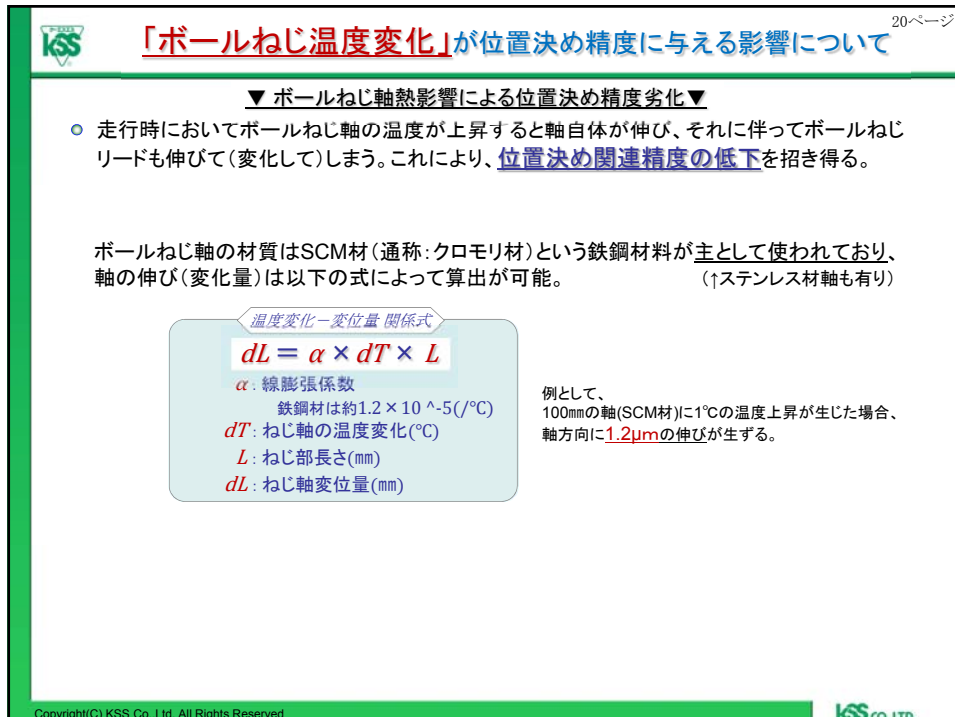 20ページ
KSS
「ボールねじ温度変化」が位置決め精度に与える影響について
▼ ボールねじ軸熱影響による位置決め精度劣化▼
走行時においてボールねじ軸の温度が上昇すると軸自体が伸び、それに伴ってボールねじ
リードも伸びて(変化して)しまう。これにより、位置決め関連精度の低下を招き得る。
ボールねじ軸の材質はSCM材(通称:クロモリ材)という鉄鋼材料が主として使われており、
軸の伸び(変化量)は以下の式によって算出が可能。 (↑ステンレス材軸も有り)
温度変化-変位量 関係式
dL = α × dT × L
α : 線膨張係数
鉄鋼材は約1.2 × 10 ^-5(/℃)
dT : ねじ軸の温度変化(℃)
L : ねじ部長さ(㎜)
dL : ねじ軸変位量(㎜)
例として、
100㎜の軸(SCM材)に1℃の温度上昇が生じた場合、
軸方向に1.2μmの伸びが生ずる。
Copyright(C) KSS Co. Ltd. All Rights Reserved
KSS CO.,LTD.